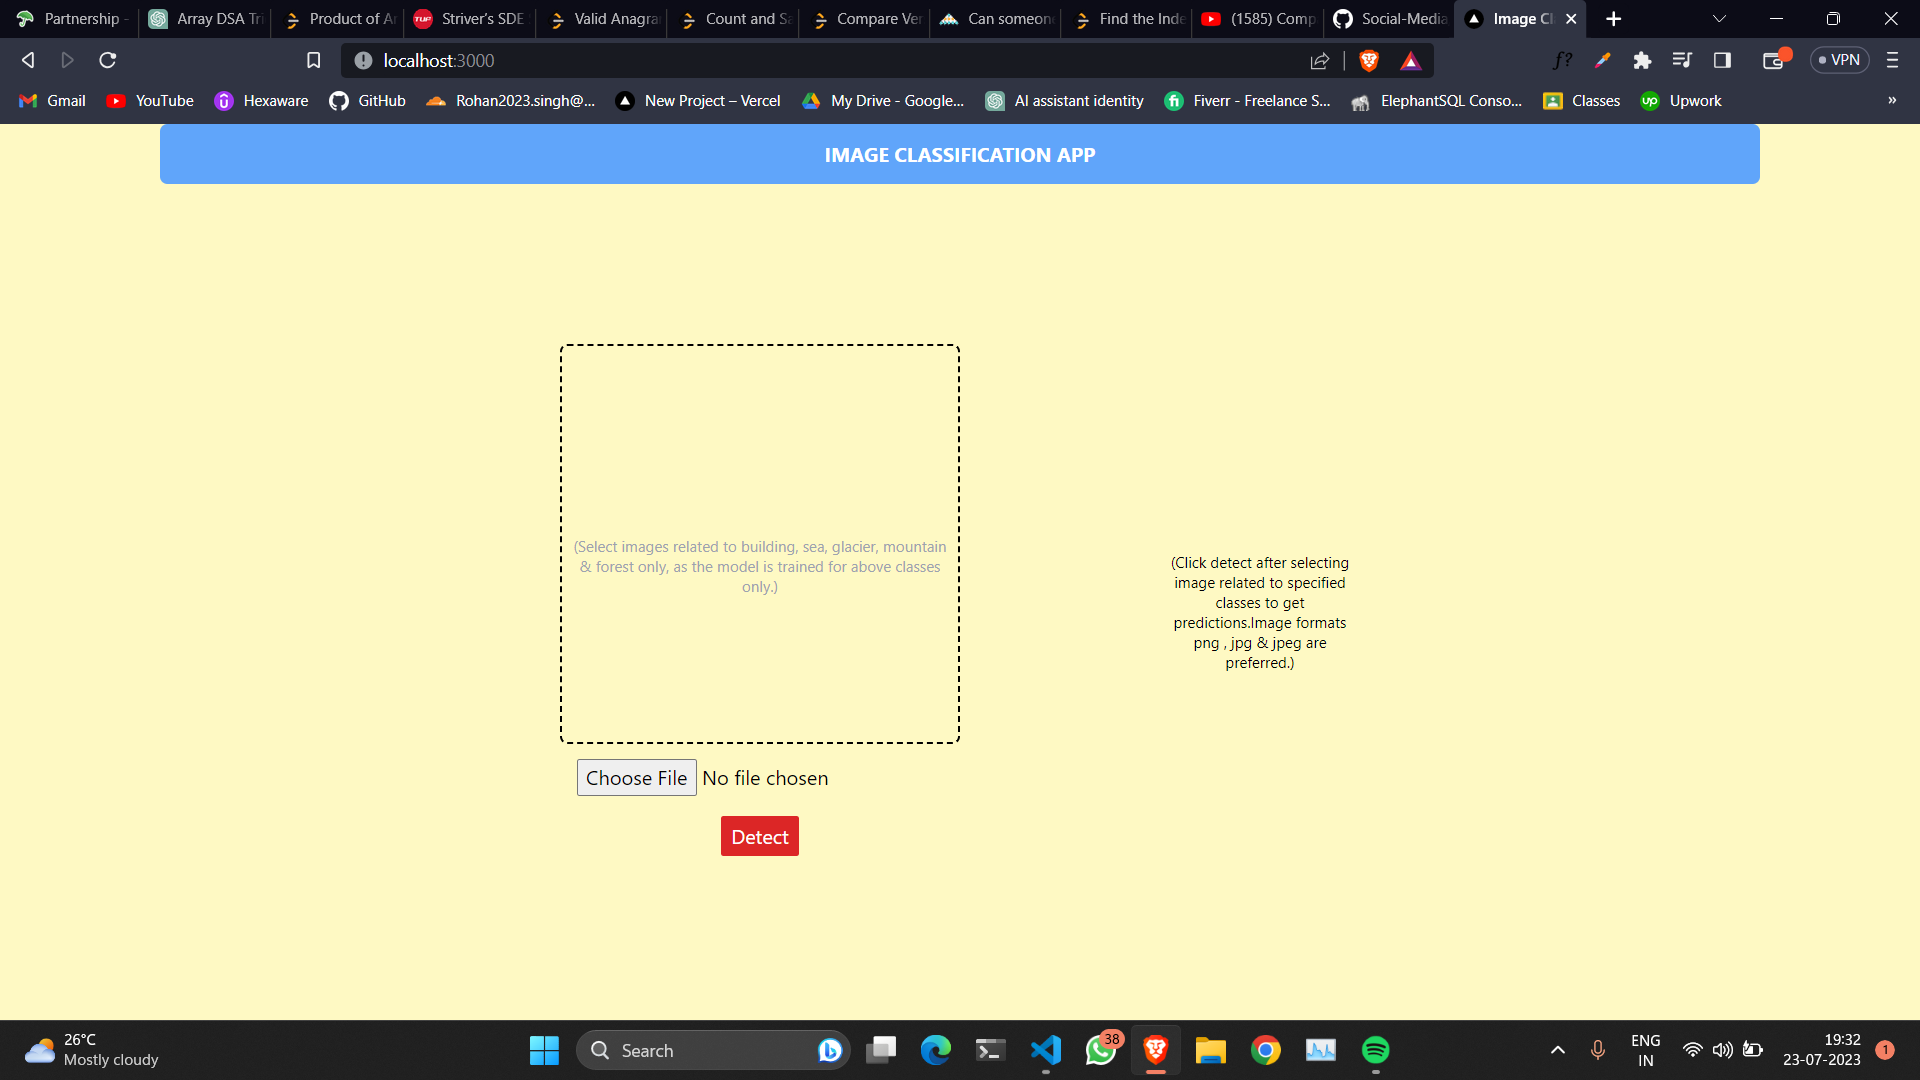 Partnership -
Array DSA Tri
Product of Ar
Striver's SDE
Valid Anagram
Count and Sa
Compare Ver
Can someone
Find the Inde
(1585) Comp
Social-Media
Image Cl
localhost:3000
f?
VPN
Gmail
YouTube
Hexaware
GitHub
Rohan2023.singh@...
New Project – Vercel
My Drive - Google...
AI assistant identity
Fiverr - Freelance S...
ElephantSQL Conso...
Classes
Upwork
»
IMAGE CLASSIFICATION APP
(Select images related to building, sea, glacier, mountain
& forest only, as the model is trained for above classes
only.)
(Click detect after selecting
image related to specified
classes to get
predictions.Image formats
png , jpg & jpeg are
preferred.)
Choose File No file chosen
Detect
26°C
Mostly cloudy
Search
38
ENG
IN
19:32
23-07-2023
1